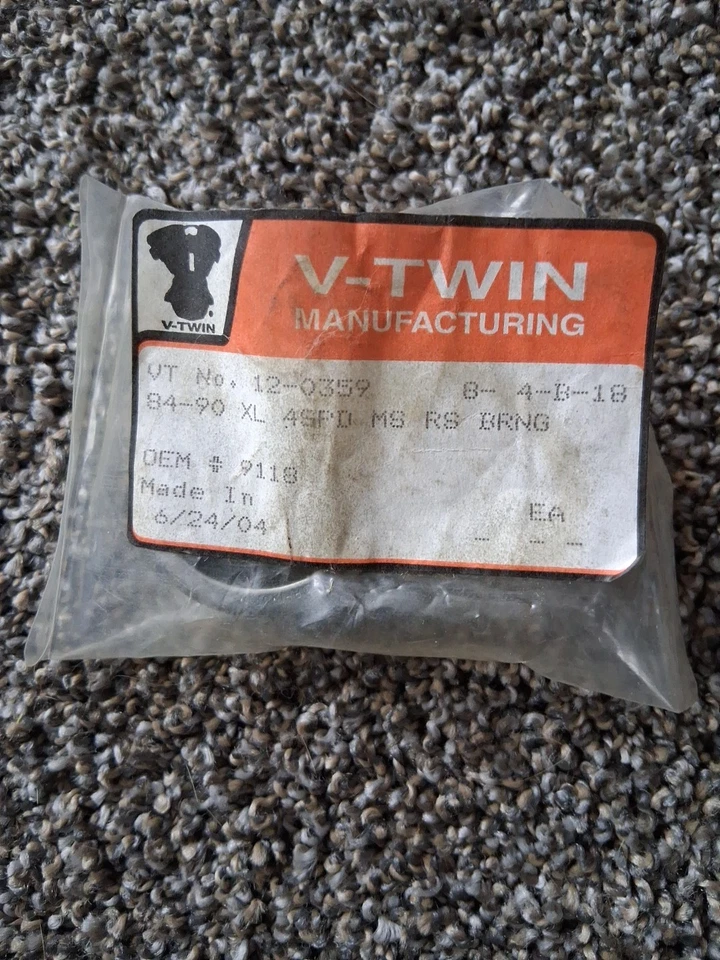 V-TWIN
MANUFACTURING
V-TWIN
VT No. 12-0359 8- 4-B-18
84-90 XL 4SPD MS RS BRNG
OEM # 9118
Made In
EA
6/24/04
- - -